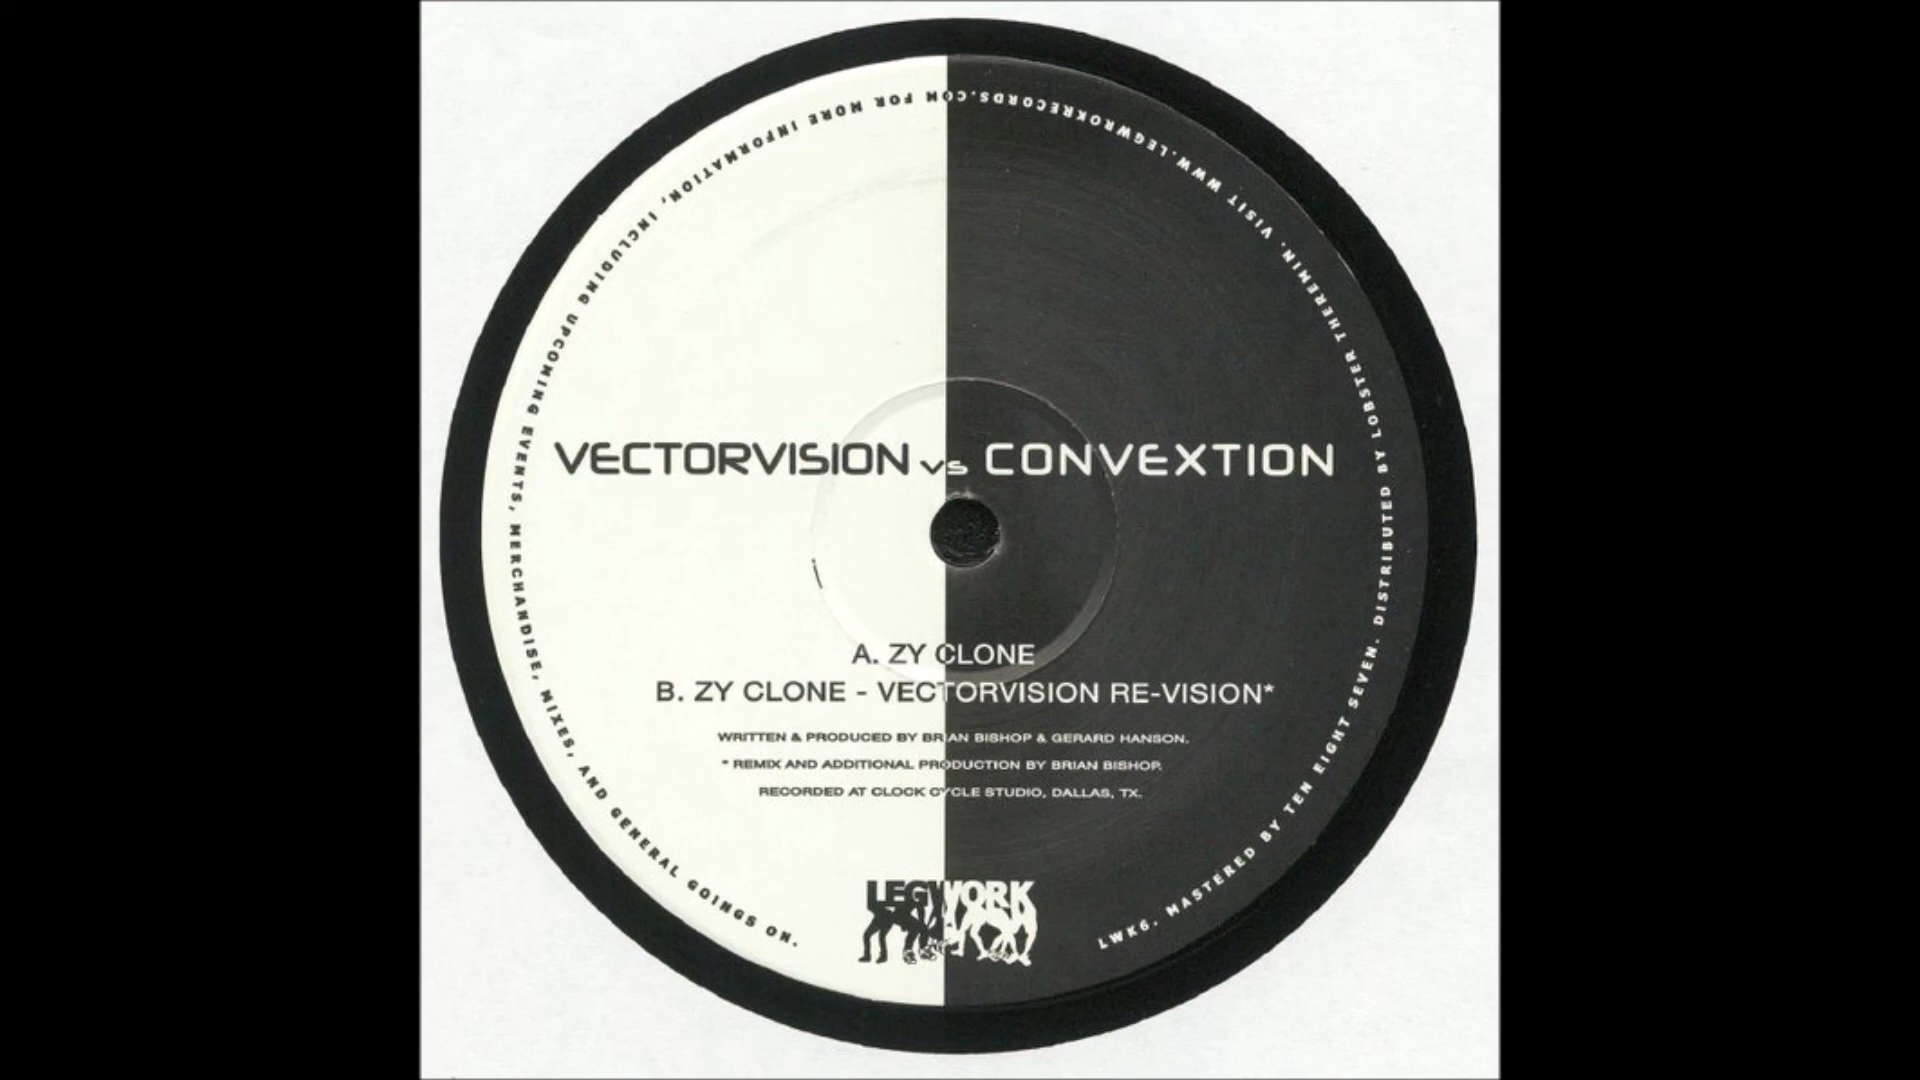 VECTORVISION vs CONVEXTION
A. ZY CLONE
B. ZY CLONE - VECTORVISION RE-VISION*
WRITTEN & PRODUCED BY BRIAN BISHOP & GERARD HANSON.
* REMIX AND ADDITIONAL PRODUCTION BY BRIAN BISHOP.
RECORDED AT CLOCK CYCLE STUDIO, DALLAS, TX.
LEGWORK
LWK6. MASTERED BY TEN EIGHT SEVEN. DISTRIBUTED BY LOBSTER THEREMIN. VISIT WWW.LEGWROKRECORDS.COM FOR MORE INFORMATION, INCLUDING UPCOMING EVENTS, MERCHANDISE, MIXES, AND GENERAL GOINGS ON.